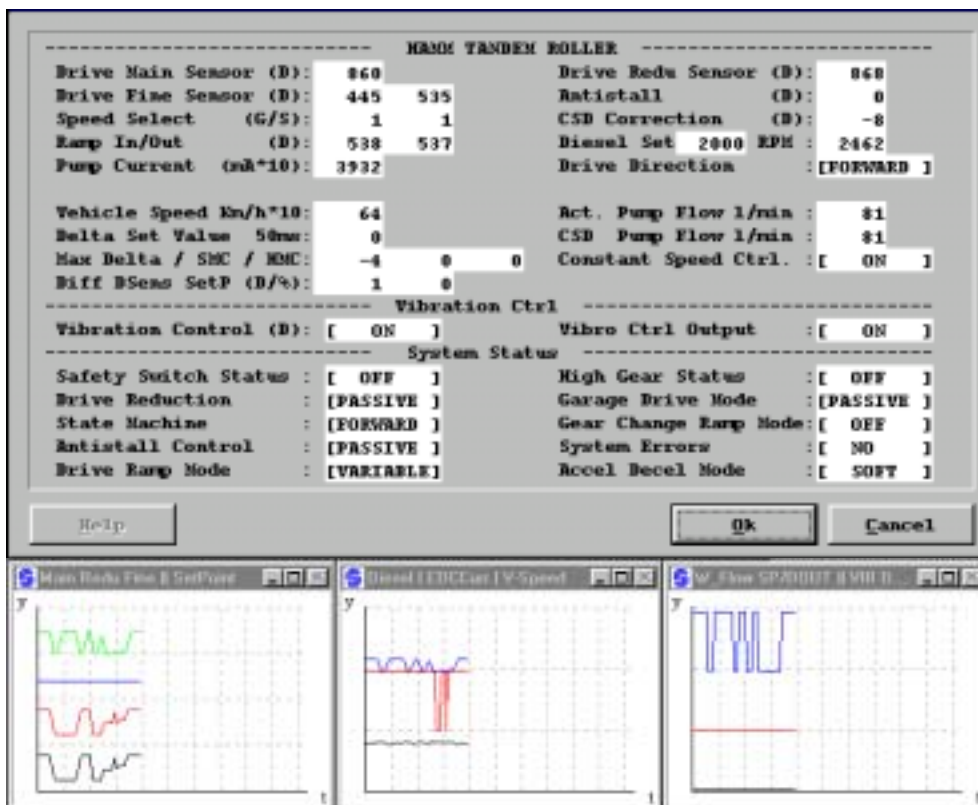 ---------------------------- HAMM TANDEM ROLLER -------------------------
Drive Main Sensor (D): 860 Drive Redu Sensor (D): 868
Drive Fine Sensor (D): 445 535 Antistall (D): 0
Speed Select (G/S): 1 1 CSD Correction (D): -8
Ramp In/Out (D): 538 537 Diesel Set 2000 RPM : 2462
Pump Current (mA*10): 3932 Drive Direction :[FORWARD ]
Vehicle Speed Km/h*10: 64 Act. Pump Flow l/min : 81
Delta Set Value 50ms: 0 CSD Pump Flow l/min : 81
Max Delta / SMC / HMC: -4 0 0 Constant Speed Ctrl. :[ ON ]
Diff DSens SetP (D/%): 1 0
---------------------------- Vibration Ctrl ------------------------------
Vibration Control (D): [ ON ] Vibro Ctrl Output :[ ON ]
---------------------------- System Status ------------------------------
Safety Switch Status : [ OFF ] High Gear Status :[ OFF ]
Drive Reduction : [PASSIVE ] Garage Drive Mode :[PASSIVE ]
State Machine : [FORWARD ] Gear Change Ramp Mode:[ OFF ]
Antistall Control : [PASSIVE ] System Errors :[ NO ]
Drive Ramp Mode : [VARIABLE] Accel Decel Mode :[ SOFT ]
Help Ok Cancel
Main Redu Fine || SetPoint
Diesel | EDCCurr | V-Speed
y y y
t t t